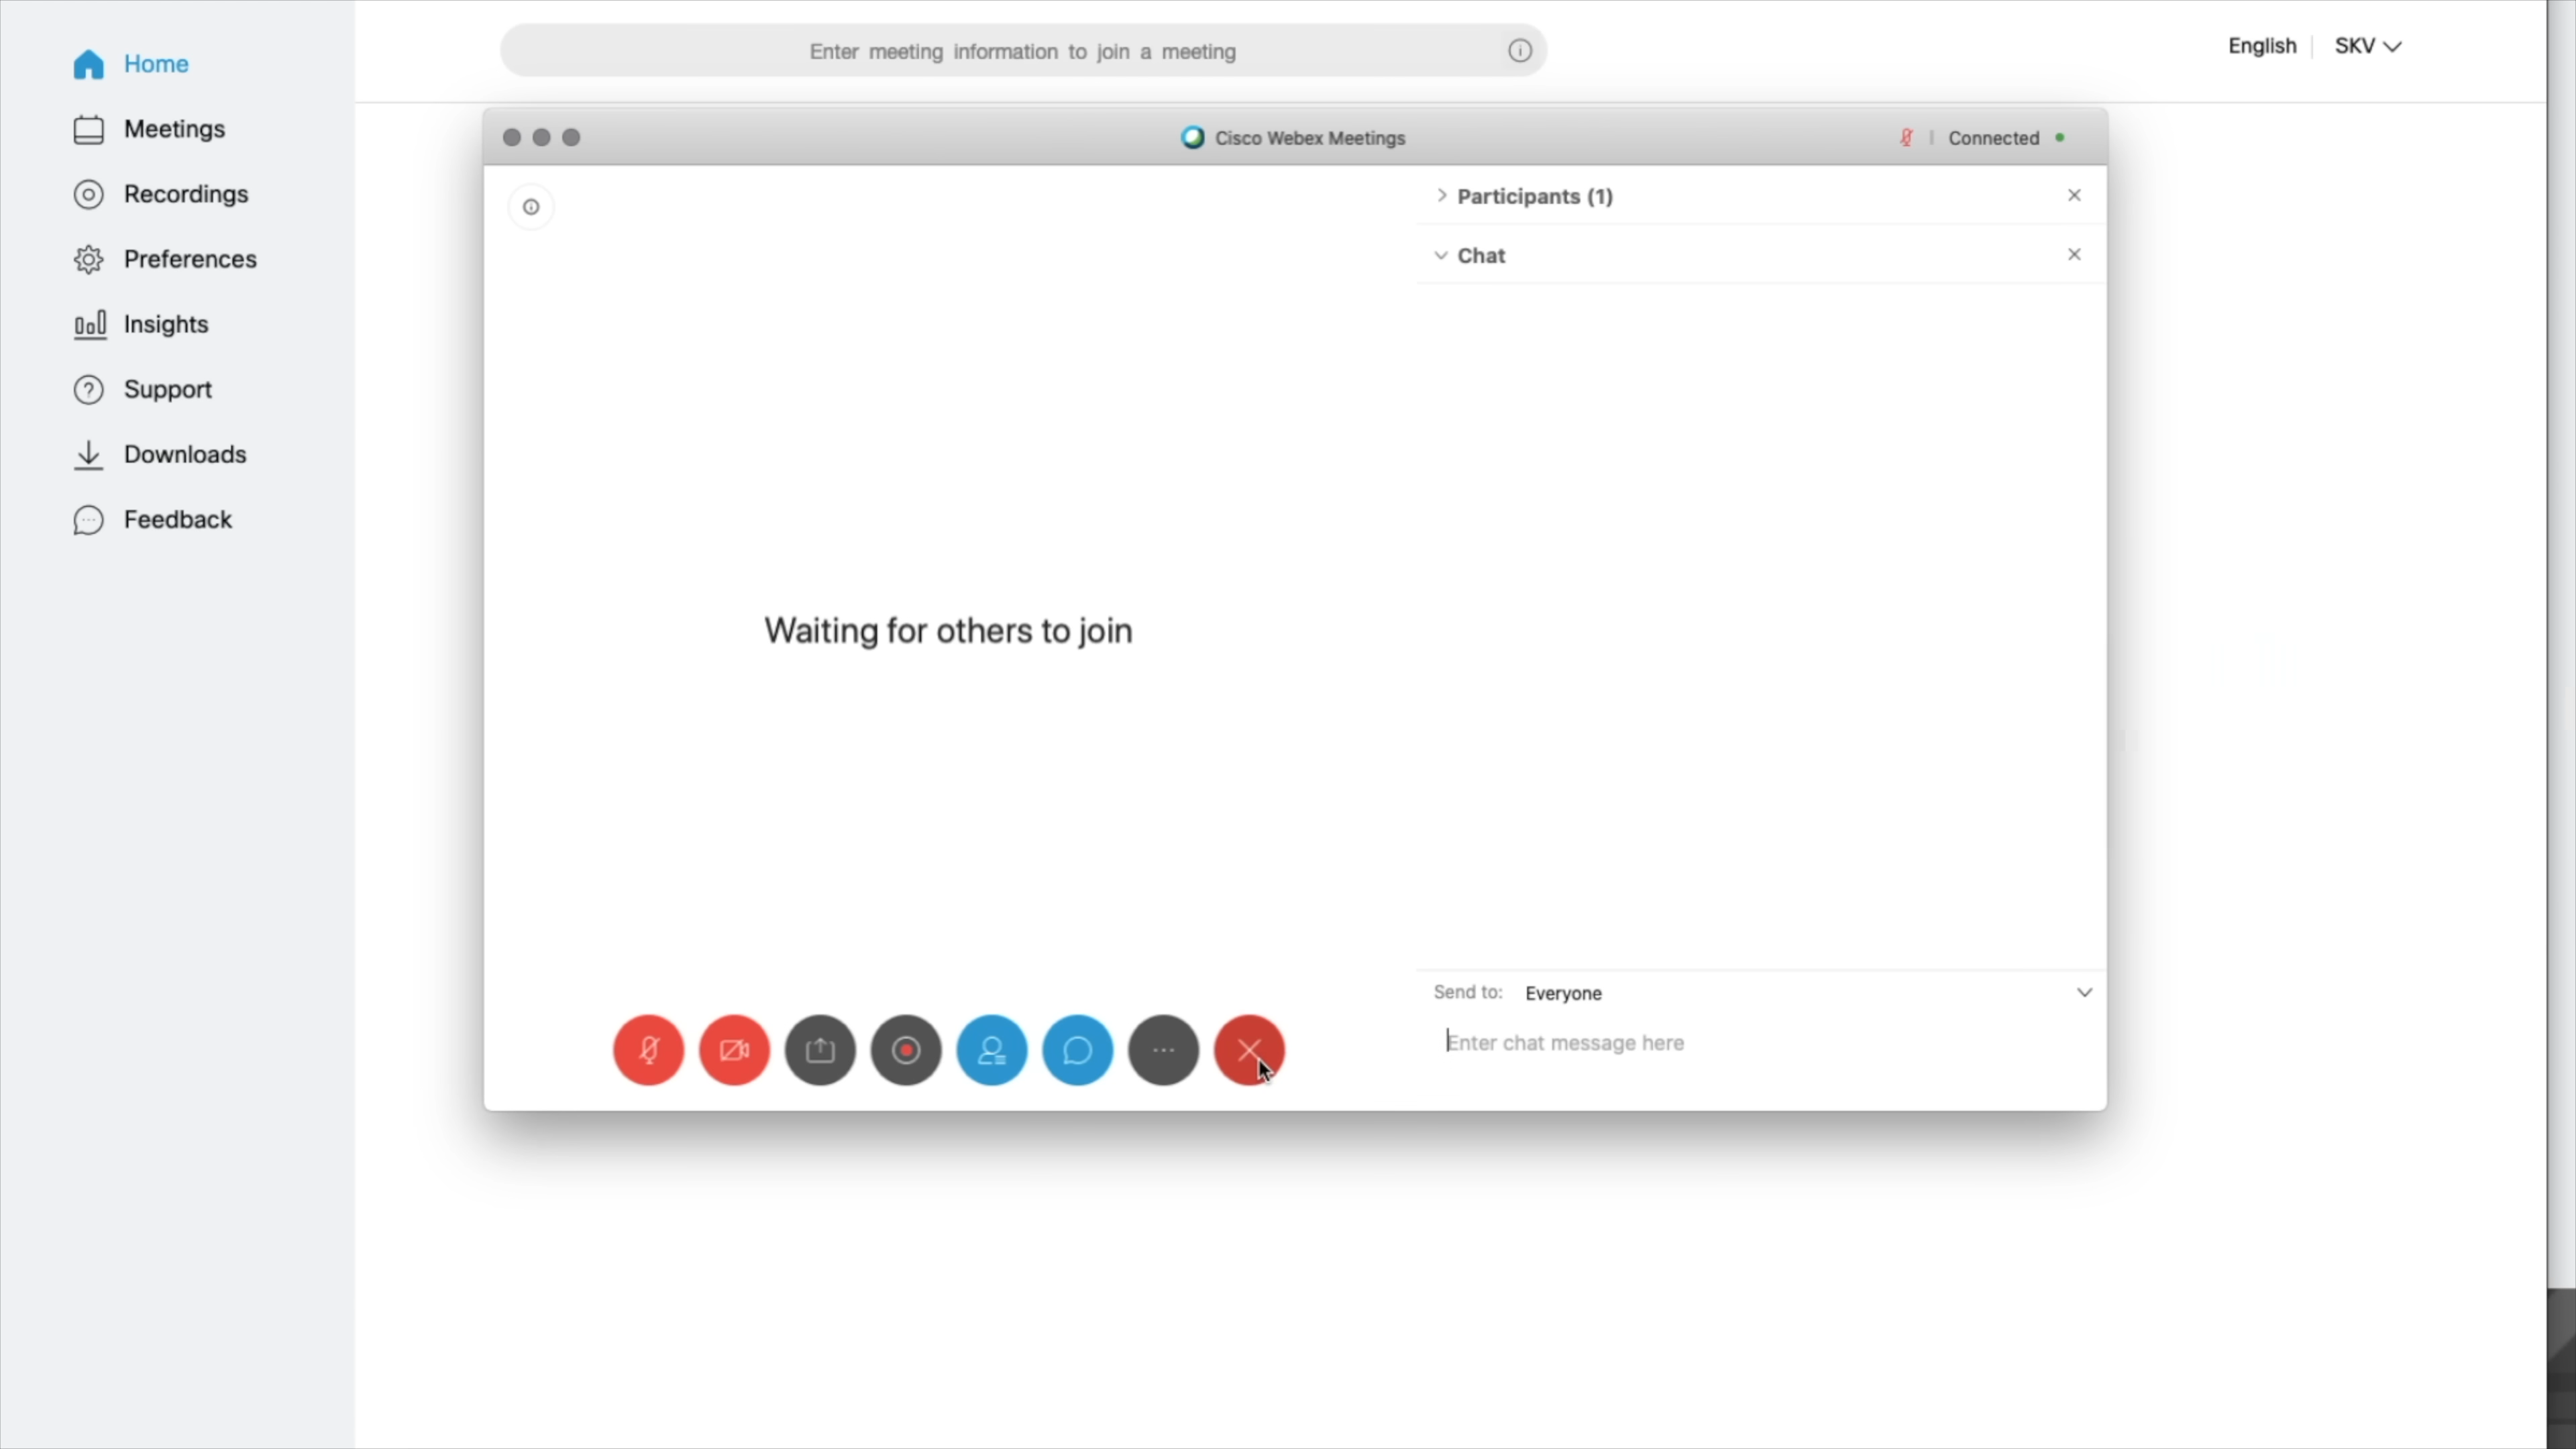 Home
Meetings
Recordings
Preferences
Insights
Support
Downloads
Feedback
Enter meeting information to join a meeting
English
SKV
Cisco Webex Meetings
Connected
Participants (1)
Chat
Waiting for others to join
Send to: Everyone
Enter chat message here